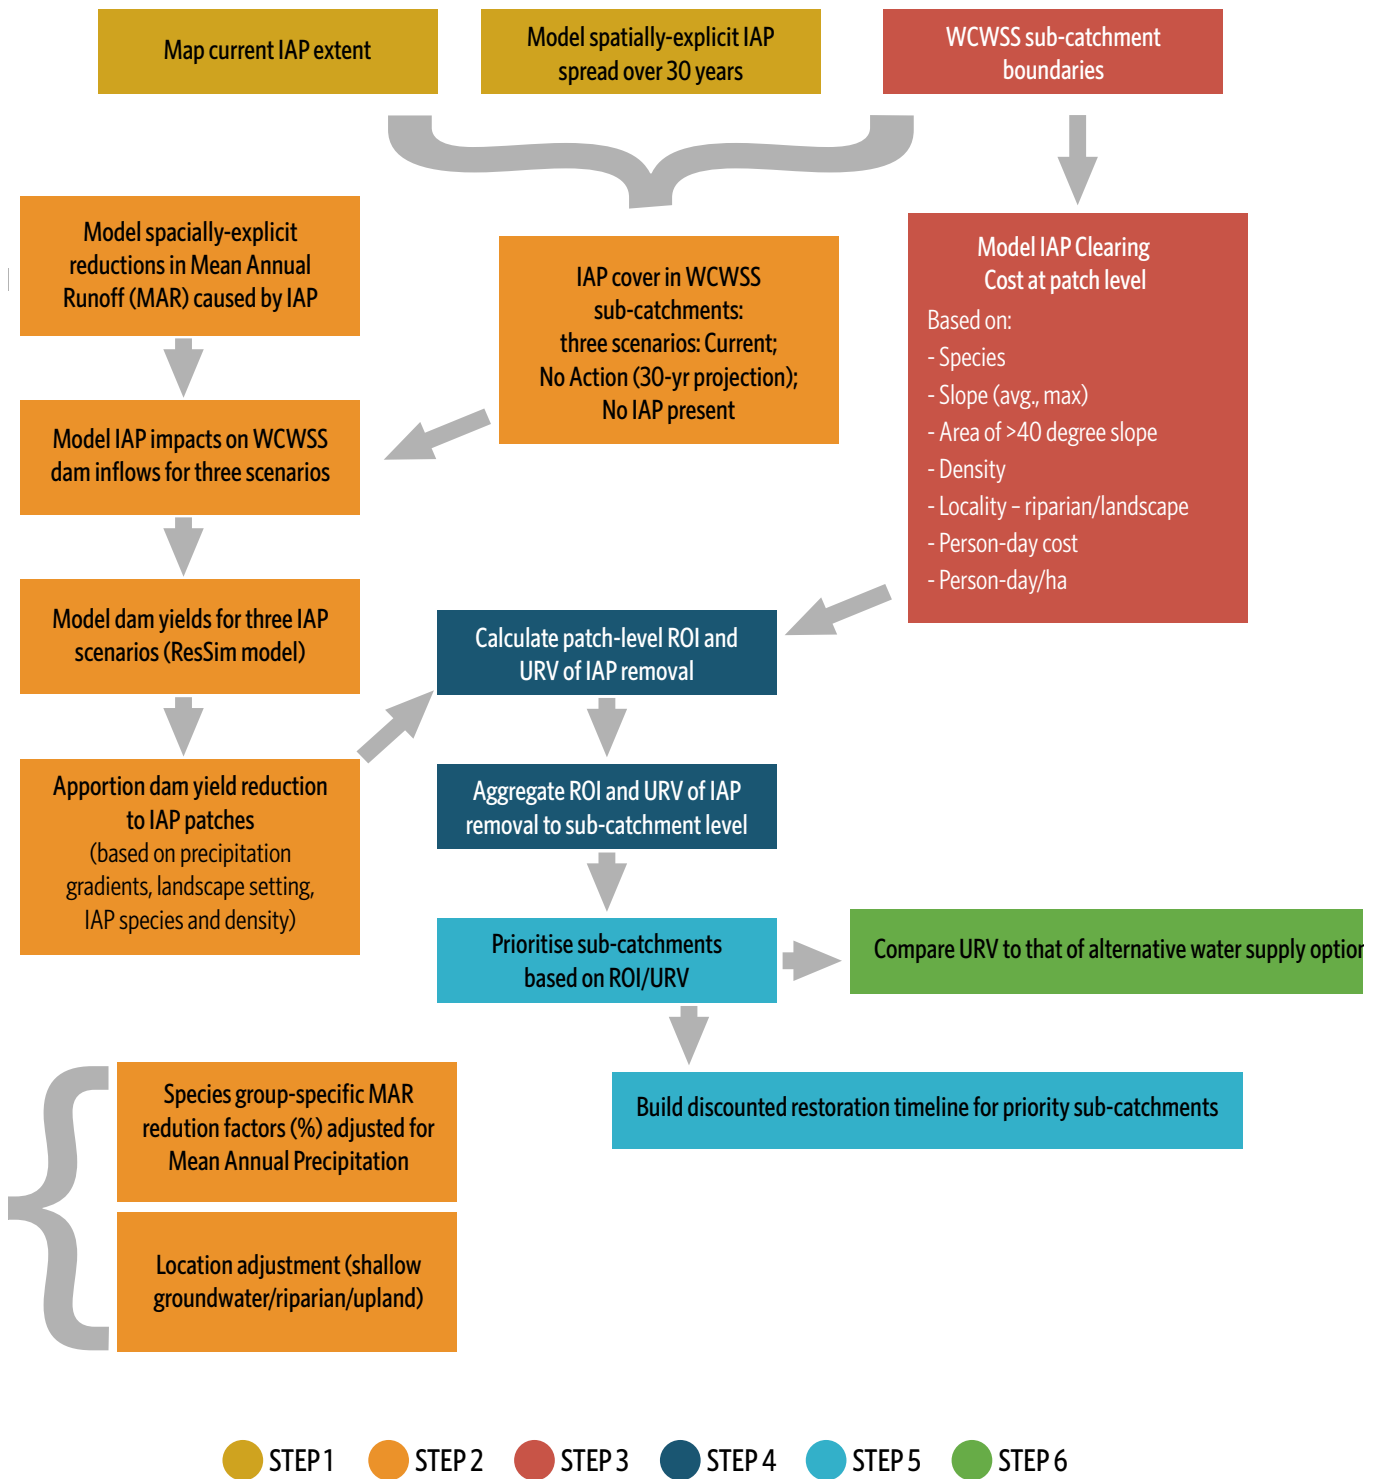 Map current IAP extent
Model spatially-explicit IAP
spread over 30 years
WCWSS sub-catchment
boundaries
Model spacially-explicit
reductions in Mean Annual
Runoff (MAR) caused by IAP
IAP cover in WCWSS
sub-catchments:
three scenarios: Current;
No Action (30-yr projection);
No IAP present
Model IAP Clearing
Cost at patch level
Based on:
- Species
- Slope (avg., max)
- Area of >40 degree slope
- Density
- Locality – riparian/landscape
- Person-day cost
- Person-day/ha
Model IAP impacts on WCWSS
dam inflows for three scenarios
Model dam yields for three IAP
scenarios (ResSim model)
Calculate patch-level ROI and
URV of IAP removal
Apportion dam yield reduction
to IAP patches
(based on precipitation
gradients, landscape setting,
IAP species and density)
Aggregate ROI and URV of IAP
removal to sub-catchment level
Prioritise sub-catchments
based on ROI/URV
Compare URV to that of alternative water supply option
Build discounted restoration timeline for priority sub-catchments
Species group-specific MAR
redution factors (%) adjusted for
Mean Annual Precipitation
Location adjustment (shallow
groundwater/riparian/upland)
STEP 1
STEP 2
STEP 3
STEP 4
STEP 5
STEP 6